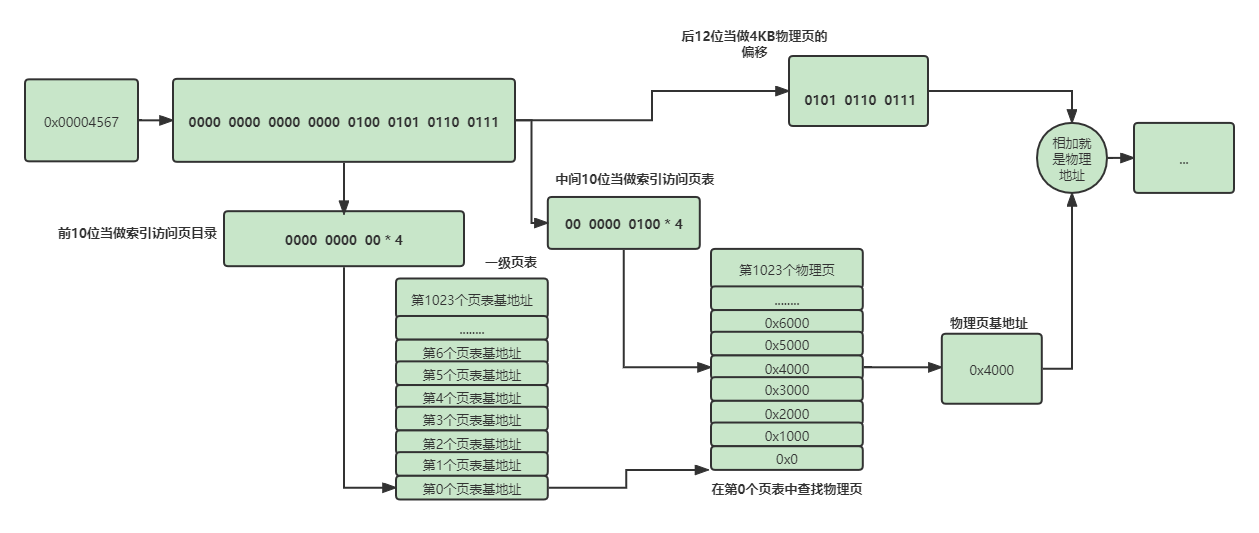 后12位当做4KB物理页的
偏移
0x00004567
0000 0000 0000 0000 0100 0101 0110 0111
0101 0110 0111
相加就
是物理
地址
...
中间10位当做索引访问页表
00 0000 0100 * 4
前10位当做索引访问页目录
0000 0000 00 * 4
一级页表
第1023个页表基地址
........
第6个页表基地址
第5个页表基地址
第4个页表基地址
第3个页表基地址
第2个页表基地址
第1个页表基地址
第0个页表基地址
第1023个物理页
........
0x6000
0x5000
0x4000
0x3000
0x2000
0x1000
0x0
在第0个页表中查找物理页
物理页基地址
0x4000